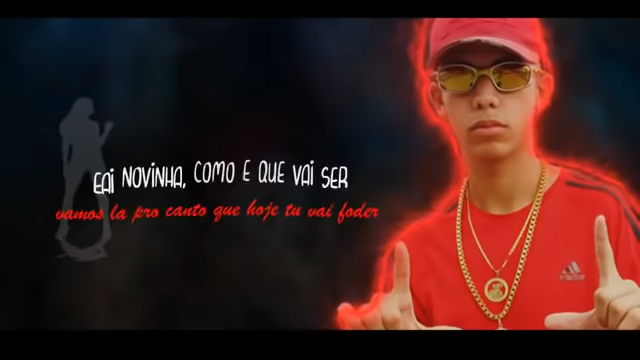 EAi NOVINHA, COMO E QUE VAI SER
vamos la pro canto que hoje tu vai foder
adidas